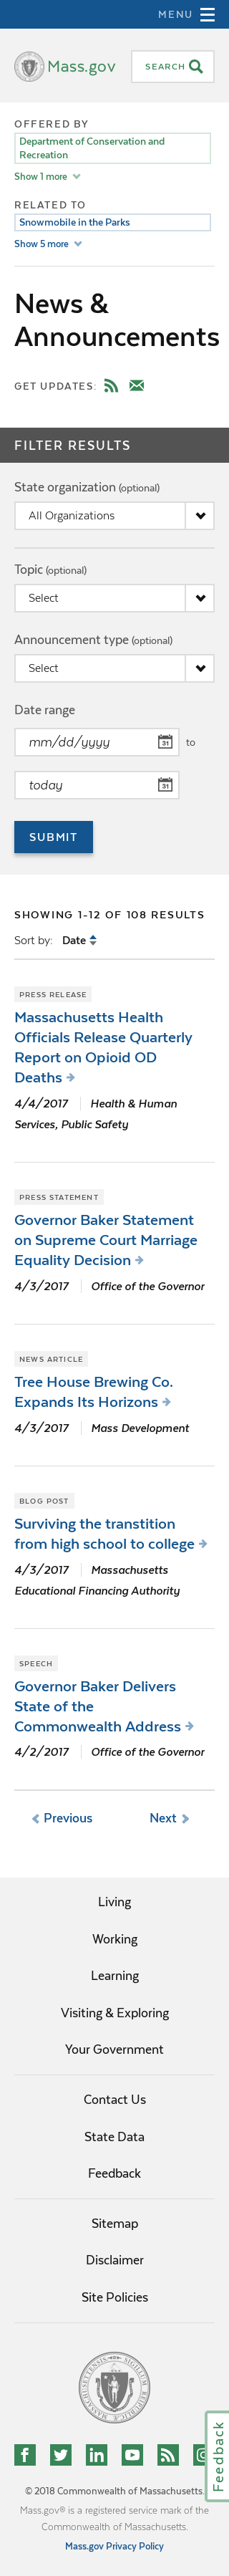 MENU
Mass.gov
SEARCH
OFFERED BY
Department of Conservation and
Recreation
Show 1 more
RELATED TO
Snowmobile in the Parks
Show 5 more
News &
Announcements
GET UPDATES:
FILTER RESULTS
State organization (optional)
All Organizations
Topic (optional)
Select
Announcement type (optional)
Select
Date range
mm/dd/yyyy
31
to
today
31
SUBMIT
SHOWING 1-12 OF 108 RESULTS
Sort by: Date
PRESS RELEASE
Massachusetts Health
Officials Release Quarterly
Report on Opioid OD
Deaths
4/4/2017 Health & Human
Services, Public Safety
PRESS STATEMENT
Governor Baker Statement
on Supreme Court Marriage
Equality Decision
4/3/2017 Office of the Governor
NEWS ARTICLE
Tree House Brewing Co.
Expands Its Horizons
4/3/2017 Mass Development
BLOG POST
Surviving the transtition
from high school to college
4/3/2017 Massachusetts
Educational Financing Authority
SPEECH
Governor Baker Delivers
State of the
Commonwealth Address
4/2/2017 Office of the Governor
Previous Next
Living
Working
Learning
Visiting & Exploring
Your Government
Contact Us
State Data
Feedback
Sitemap
Disclaimer
Site Policies
Feedback
© 2018 Commonwealth of Massachusetts.
Mass.gov® is a registered service mark of the
Commonwealth of Massachusetts.
Mass.gov Privacy Policy